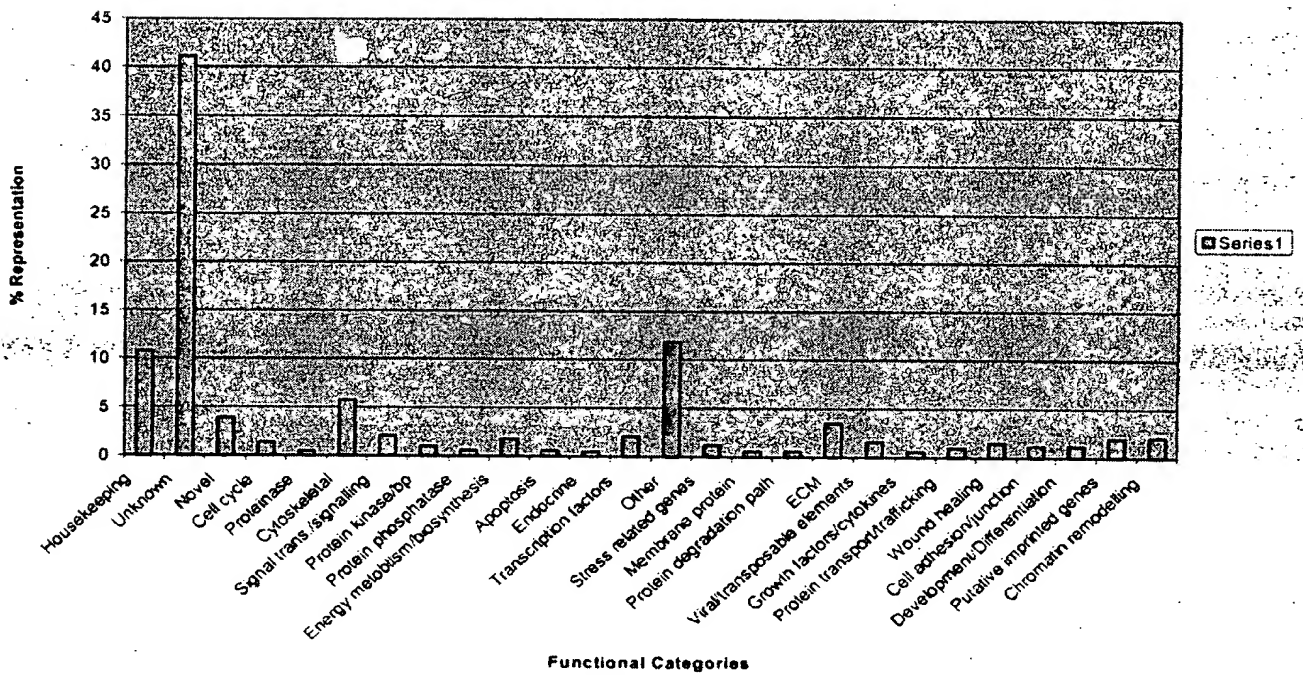 45
40
35
30
25
20
15
10
5
0
% Representation
Housekeeping
Unknown
Novel
Cell cycle
Proteinase
Cytoskeletal
Signal trans./signalling
Protein kinase/bp
Protein phosphatase
Energy metoblism/biosynthesis
Apoptosis
Endocrine
Transcription factors
Other
Stress related genes
Membrane protein
Protein degradation path
ECM
Viral/transposable elements
Growth factors/cytokines
Protein transport/trafficking
Wound healing
Cell adhesion/junction
Development/Differentiation
Putative imprinted genes
Chromatin remodelling
Functional Categories
Series1